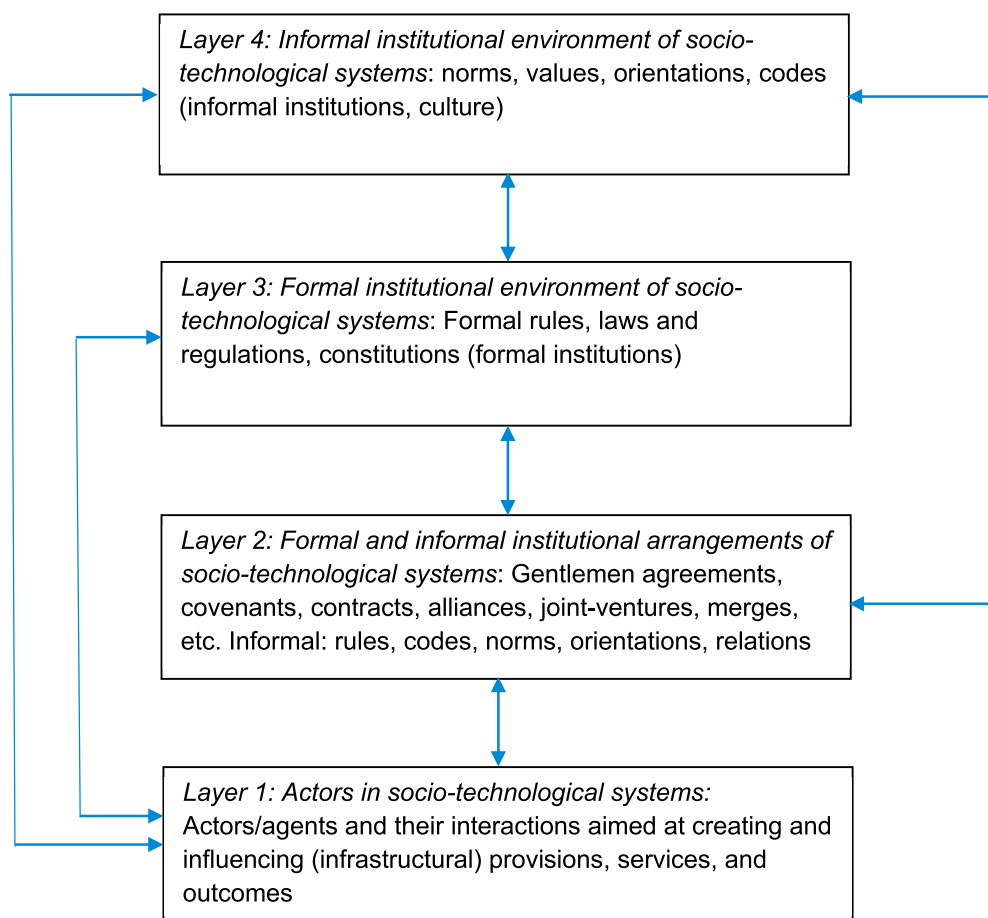 Layer 4: Informal institutional environment of socio-
technological systems: norms, values, orientations, codes
(informal institutions, culture)
Layer 3: Formal institutional environment of socio-
technological systems: Formal rules, laws and
regulations, constitutions (formal institutions)
Layer 2: Formal and informal institutional arrangements of
socio-technological systems: Gentlemen agreements,
covenants, contracts, alliances, joint-ventures, merges,
etc. Informal: rules, codes, norms, orientations, relations
Layer 1: Actors in socio-technological systems:
Actors/agents and their interactions aimed at creating and
influencing (infrastructural) provisions, services, and
outcomes